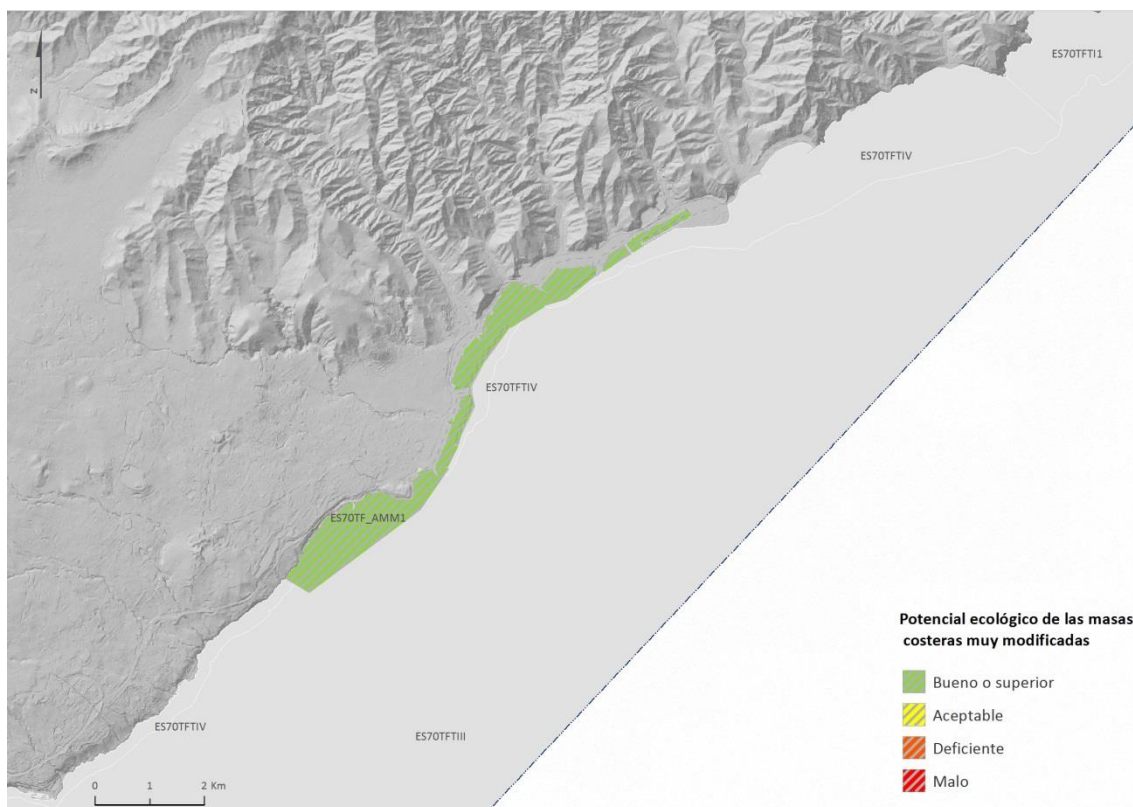 N
ES70TFTI1
ES70TFTIV
ES70TFTIV
ES70TF_AMM1
ES70TFTIV
ES70TFTIII
0 1 2 Km
Potencial ecológico de las masas
costeras muy modificadas
Bueno o superior
Aceptable
Deficiente
Malo